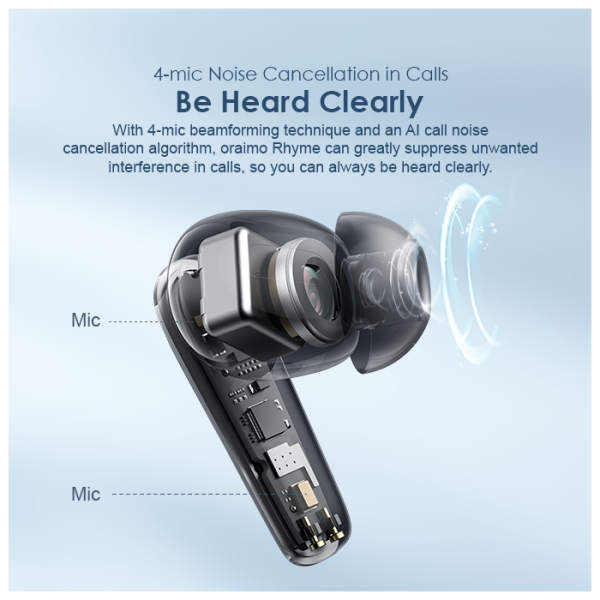 4-mic Noise Cancellation in Calls
Be Heard Clearly
With 4-mic beamforming technique and an AI call noise
cancellation algorithm, oraimo Rhyme can greatly suppress unwanted
interference in calls, so you can always be heard clearly.
Mic
Mic